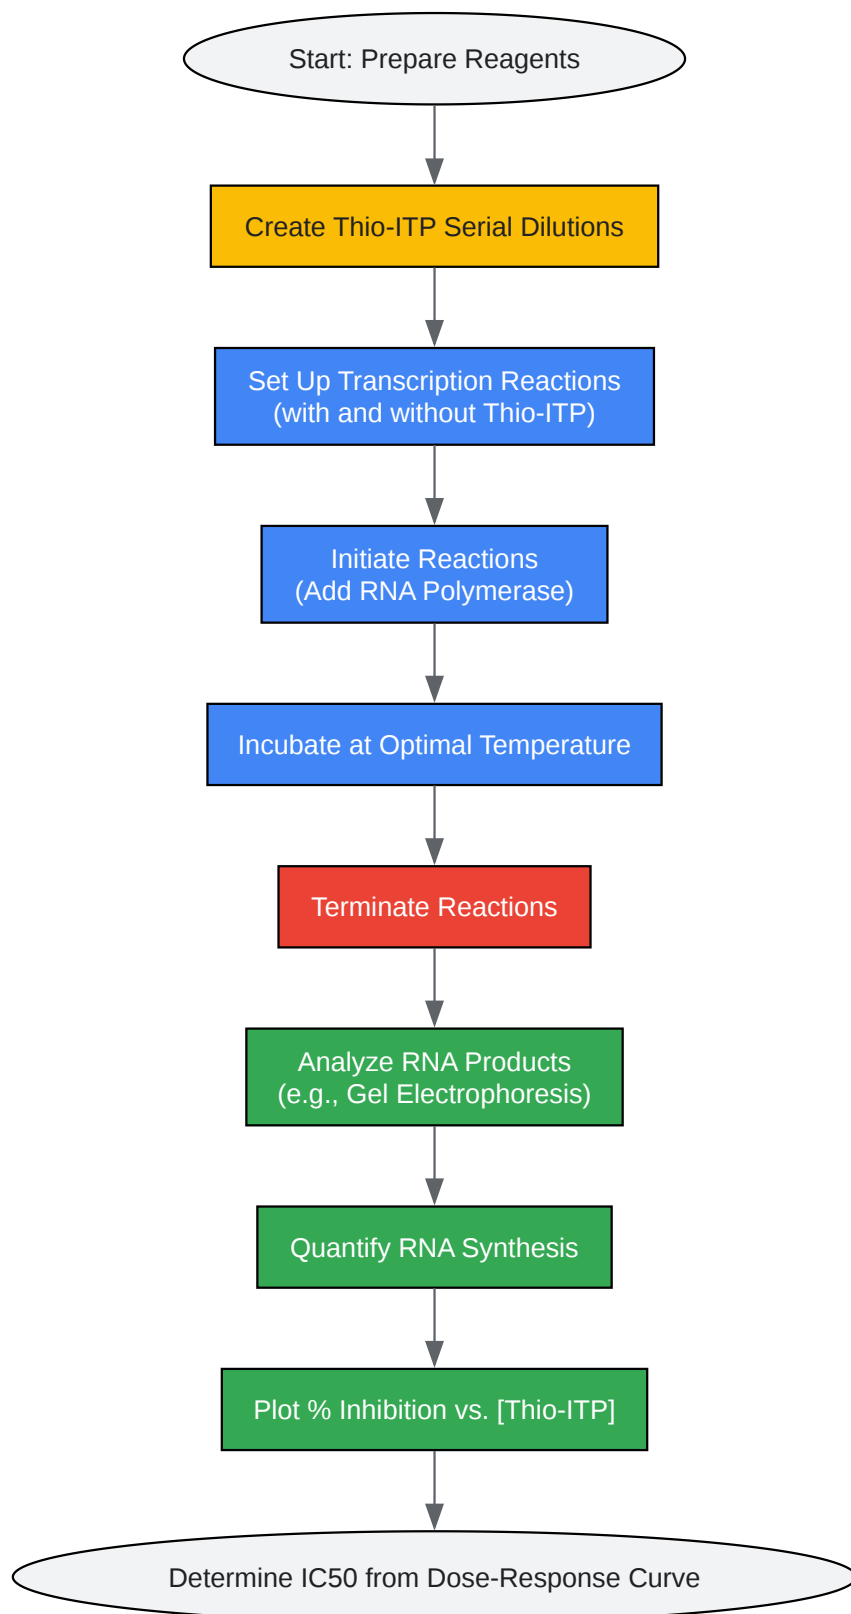 Start: Prepare Reagents
Create Thio-ITP Serial Dilutions
Set Up Transcription Reactions
(with and without Thio-ITP)
Initiate Reactions
(Add RNA Polymerase)
Incubate at Optimal Temperature
Terminate Reactions
Analyze RNA Products
(e.g., Gel Electrophoresis)
Quantify RNA Synthesis
Plot % Inhibition vs. [Thio-ITP]
Determine IC50 from Dose-Response Curve